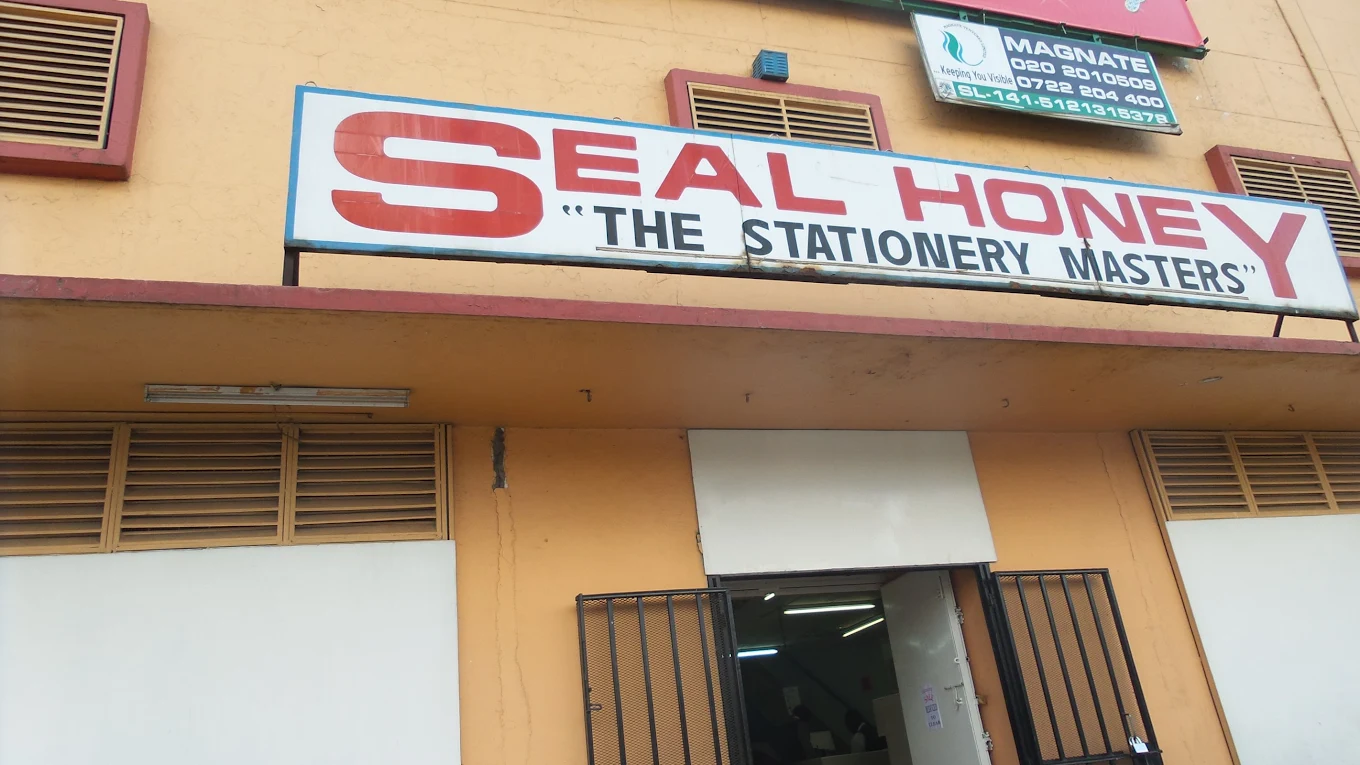 MAGNATE
020 2010509
... Keeping You Visible
0722 204 400
SL-141-5121315378
SEAL HONEY
"THE STATIONERY MASTERS"